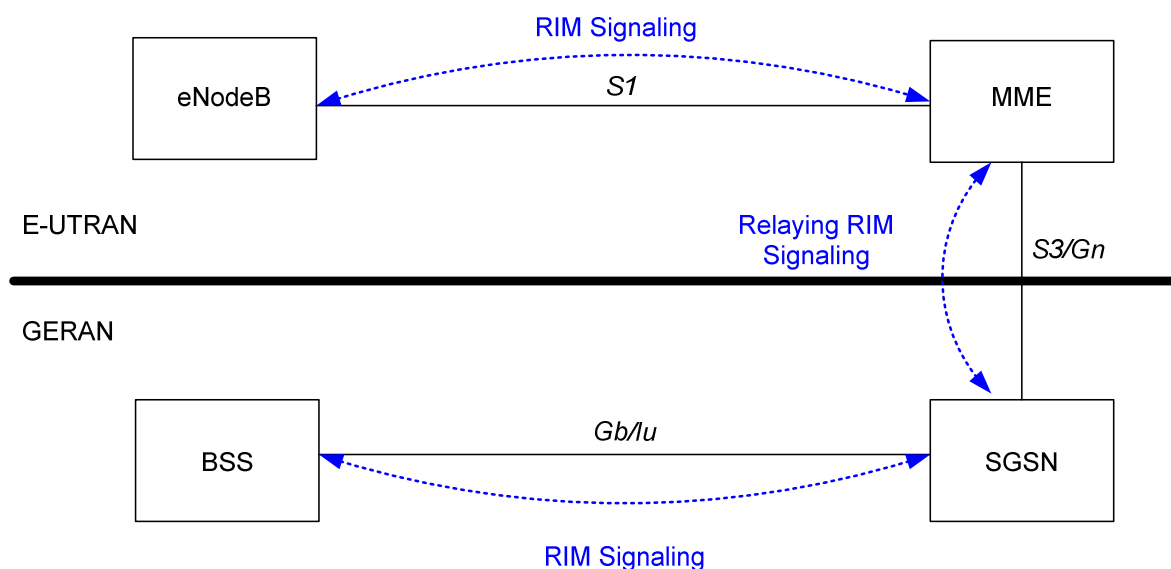 RIM Signaling
eNodeB
S1
MME
E-UTRAN
Relaying RIM
Signaling
S3/Gn
GERAN
BSS
Gb/Iu
SGSN
RIM Signaling